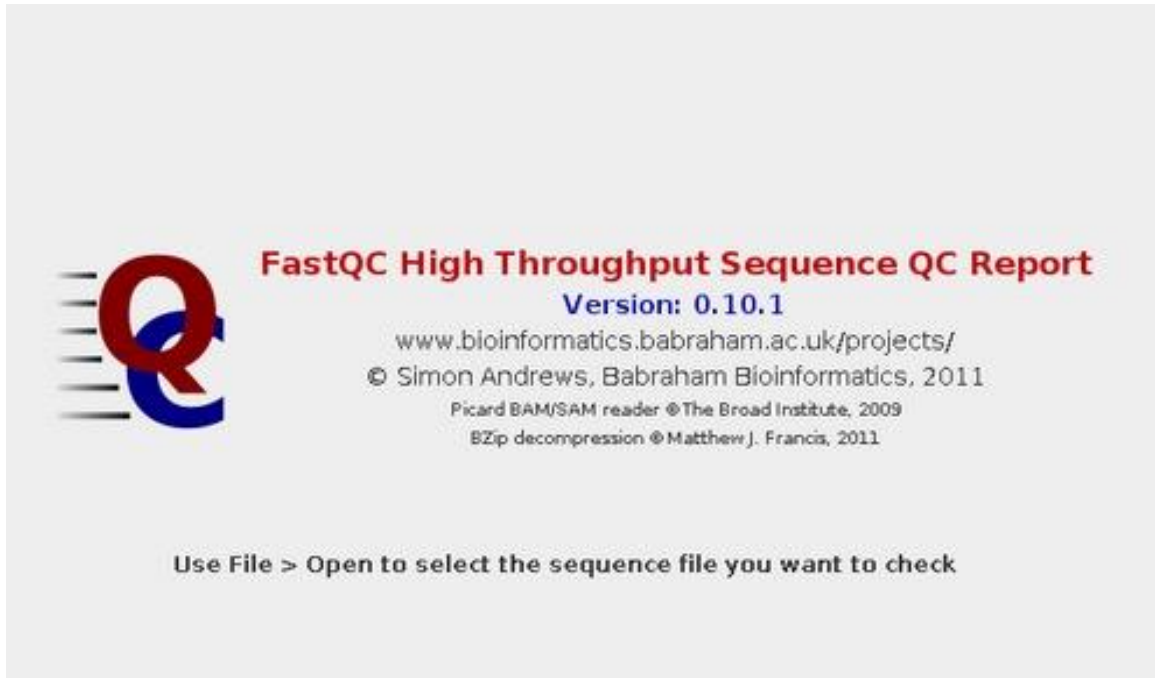 QC
FastQC High Throughput Sequence QC Report
Version: 0.10.1
www.bioinformatics.babraham.ac.uk/projects/
© Simon Andrews, Babraham Bioinformatics, 2011
Picard BAM/SAM reader ©The Broad Institute, 2009
BZip decompression ©Matthew J. Francis, 2011
Use File > Open to select the sequence file you want to check